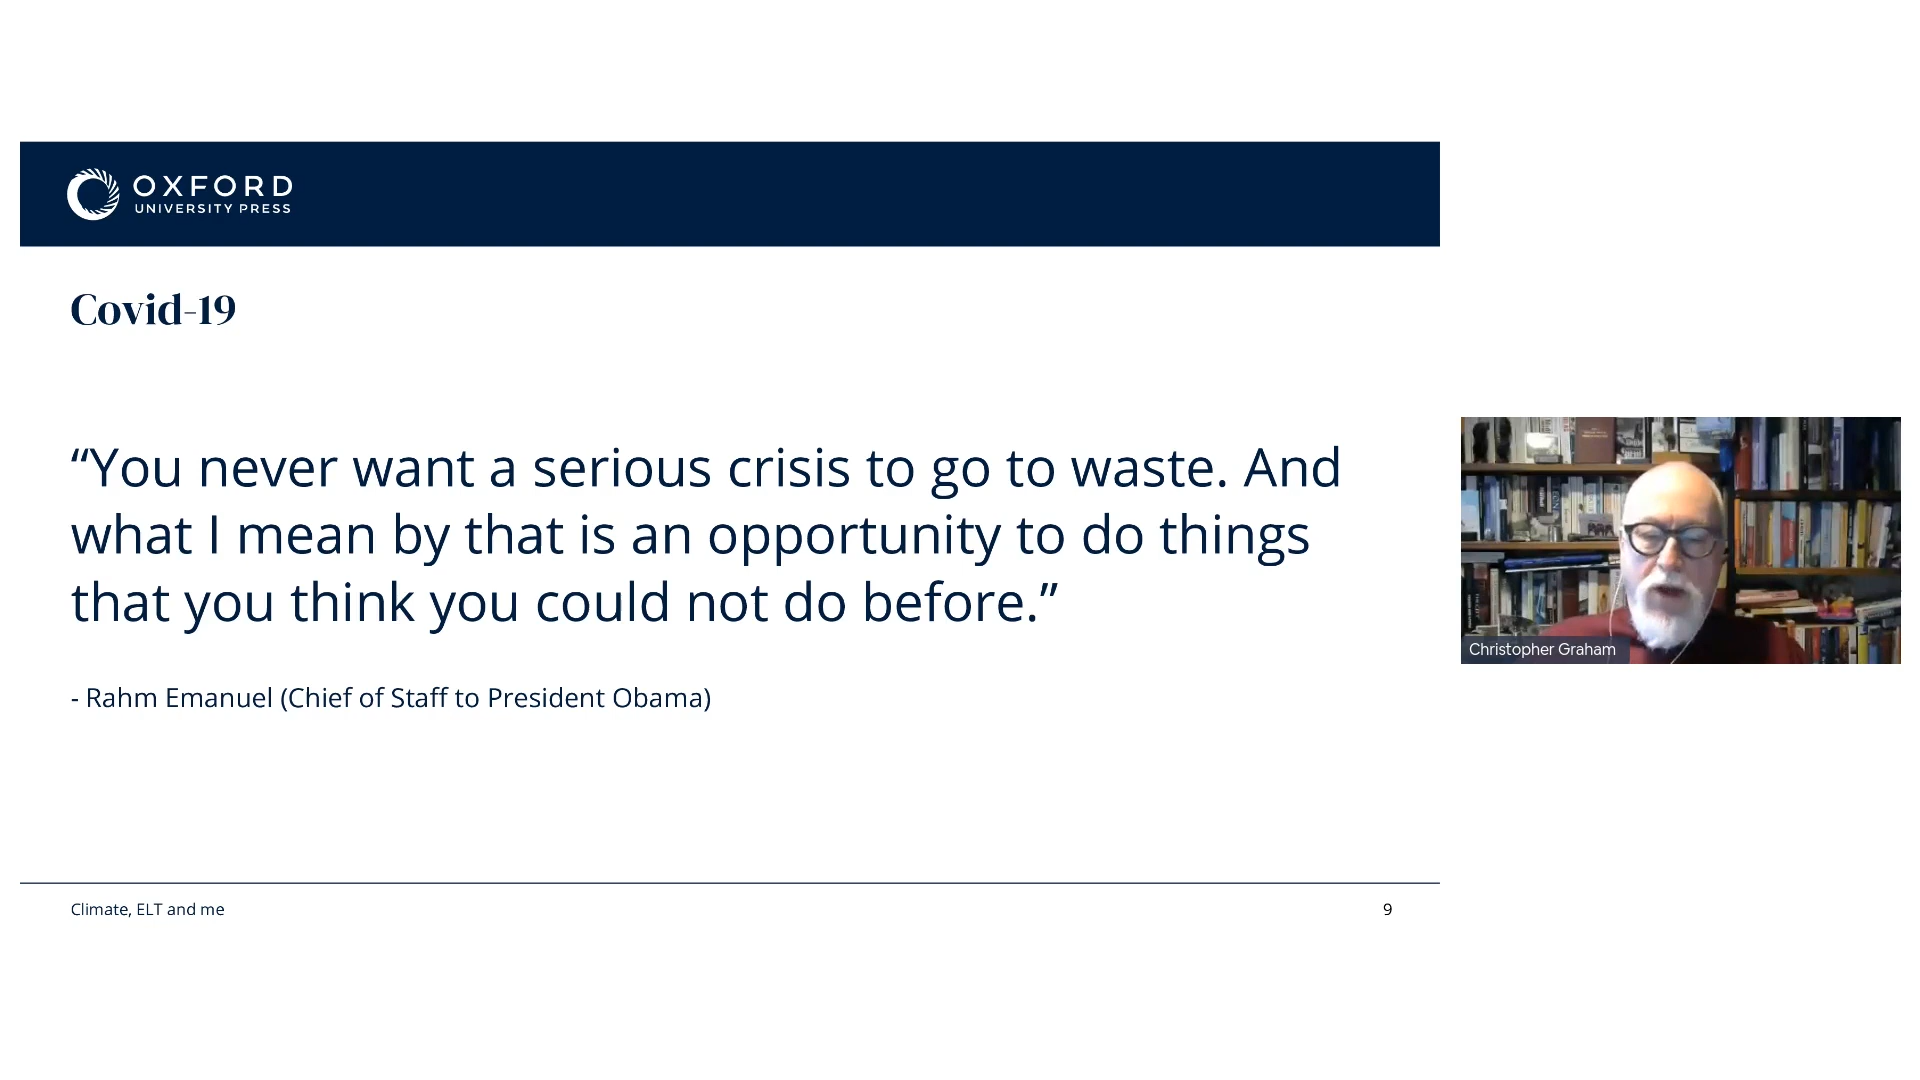 OXFORD
UNIVERSITY PRESS
Covid-19
“You never want a serious crisis to go to waste. And
what I mean by that is an opportunity to do things
that you think you could not do before.”
- Rahm Emanuel (Chief of Staff to President Obama)
Christopher Graham
Climate, ELT and me
9